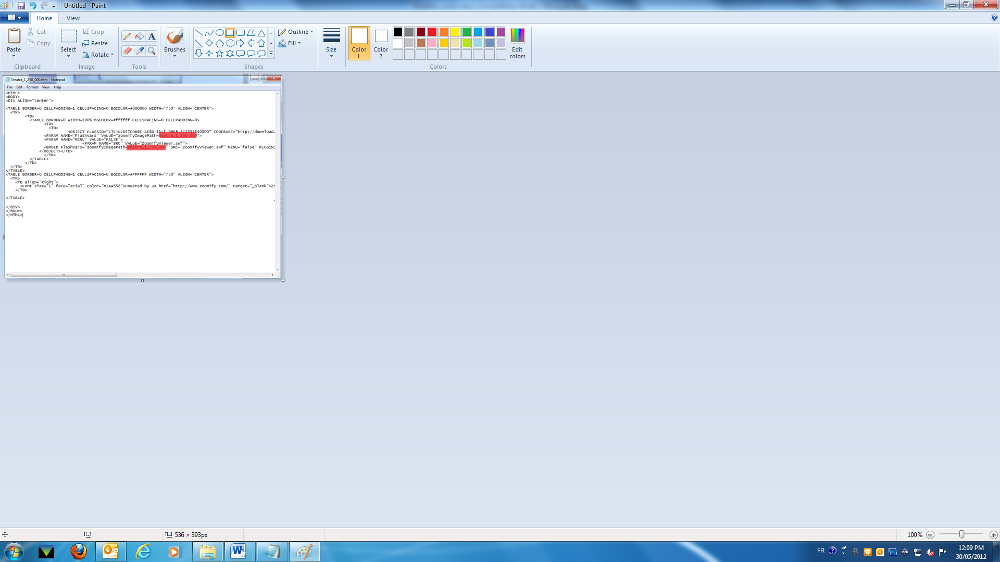 Untitled - Paint
Home View
Paste
Cut
Copy
Clipboard
Select
Crop
Resize
Rotate
Image
A
Tools
Brushes
Outline
Fill
Shapes
Size
Color 1
Color 2
Edit colors
Colors
Smatra_1_250_000.htm - Notepad
File Edit Format View Help
<HTML>
<BODY>
<DIV ALIGN="center">
<TABLE BORDER=0 CELLPADDING=1 CELLSPACING=0 BGCOLOR=#000000 WIDTH="750" ALIGN="CENTER">
<TR>
<TD>
<TABLE BORDER=0 WIDTH=100% BGCOLOR=#ffffff CELLSPACING=0 CELLPADDING=0>
<TR>
<TD>
<OBJECT CLASSID="clsid:D27CDB6E-AE6D-11cf-96B8-444553540000" CODEBASE="http://download.
<PARAM NAME="FlashVars" VALUE="zoomifyImagePath=Smatra_1_250_000">
<PARAM NAME="MENU" VALUE="FALSE">
<PARAM NAME="SRC" VALUE="ZoomifyViewer.swf">
<EMBED FlashVars="zoomifyImagePath=Smatra_1_250_000" SRC="ZoomifyViewer.swf" MENU="false" PLUGINS
</OBJECT></TD>
</TR>
</TABLE>
</TD>
</TR>
</TABLE>
<TABLE BORDER=0 CELLPADDING=1 CELLSPACING=0 BGCOLOR=#FFFFFF WIDTH="750" ALIGN="CENTER">
<TR>
<TD align="Right">
<Font size="1" face="arial" color="#1A4658">Powered by <a href="http://www.zoomify.com/" target="_blank">Zo
</TD>
</TABLE>
</DIV>
</BODY>
</HTML>
536 × 393px
100%
FR
12:09 PM
30/05/2012